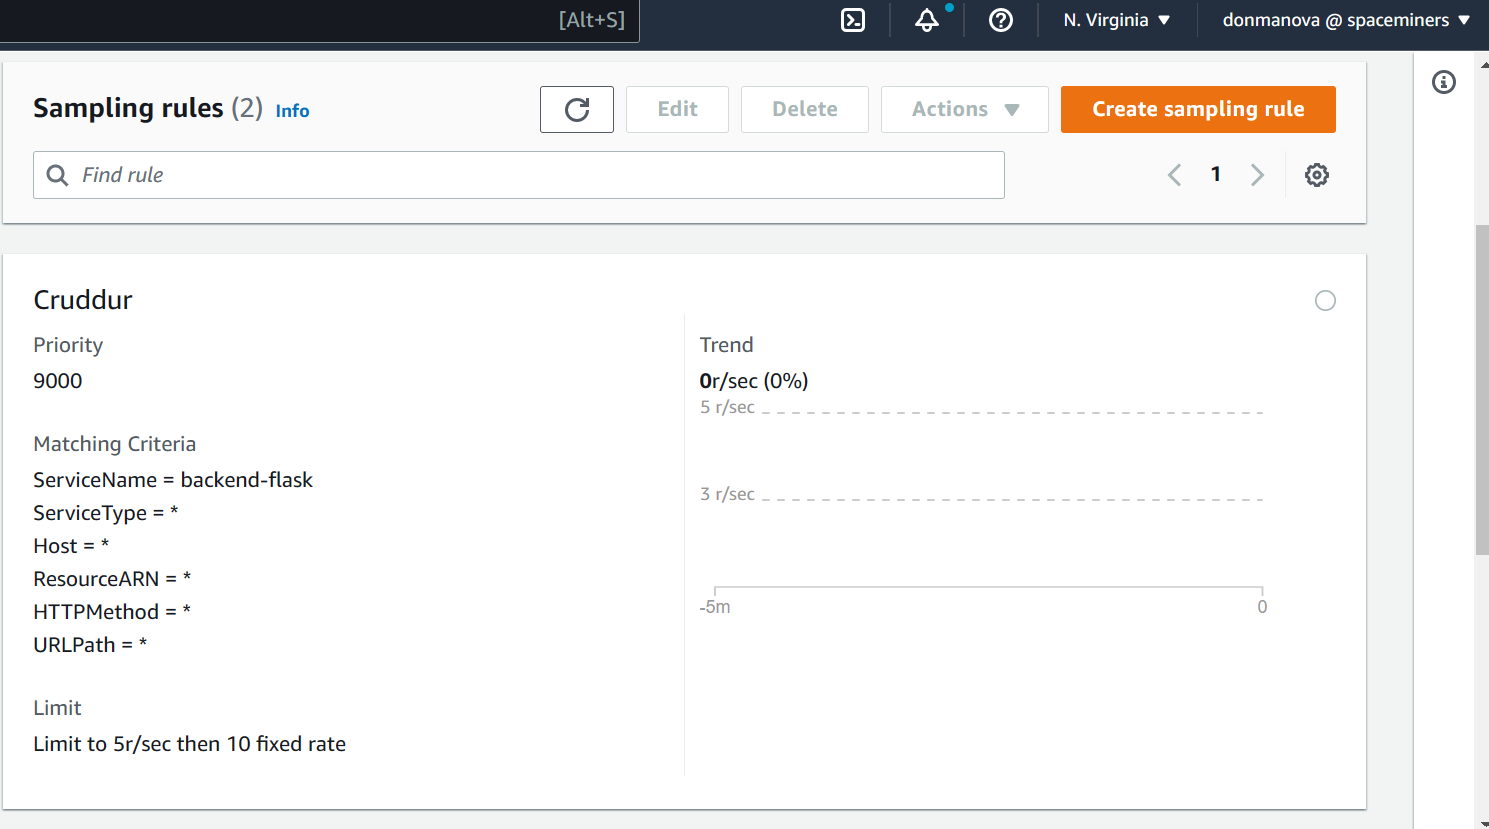 [Alt+S]
N. Virginia
donmanova @ spaceminers
Sampling rules (2) Info
Edit
Delete
Actions
Create sampling rule
Find rule
1
Cruddur
Priority
9000
Matching Criteria
ServiceName = backend-flask
ServiceType = *
Host = *
ResourceARN = *
HTTPMethod = *
URLPath = *
Limit
Limit to 5r/sec then 10 fixed rate
Trend
0r/sec (0%)
5 r/sec
3 r/sec
-5m
0